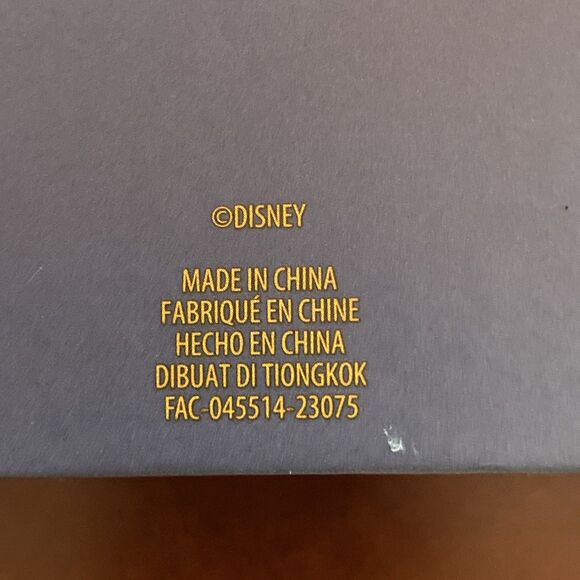 ©DISNEY
MADE IN CHINA
FABRIQUÉ EN CHINE
HECHO EN CHINA
DIBUAT DI TIONGKOK
FAC-045514-23075